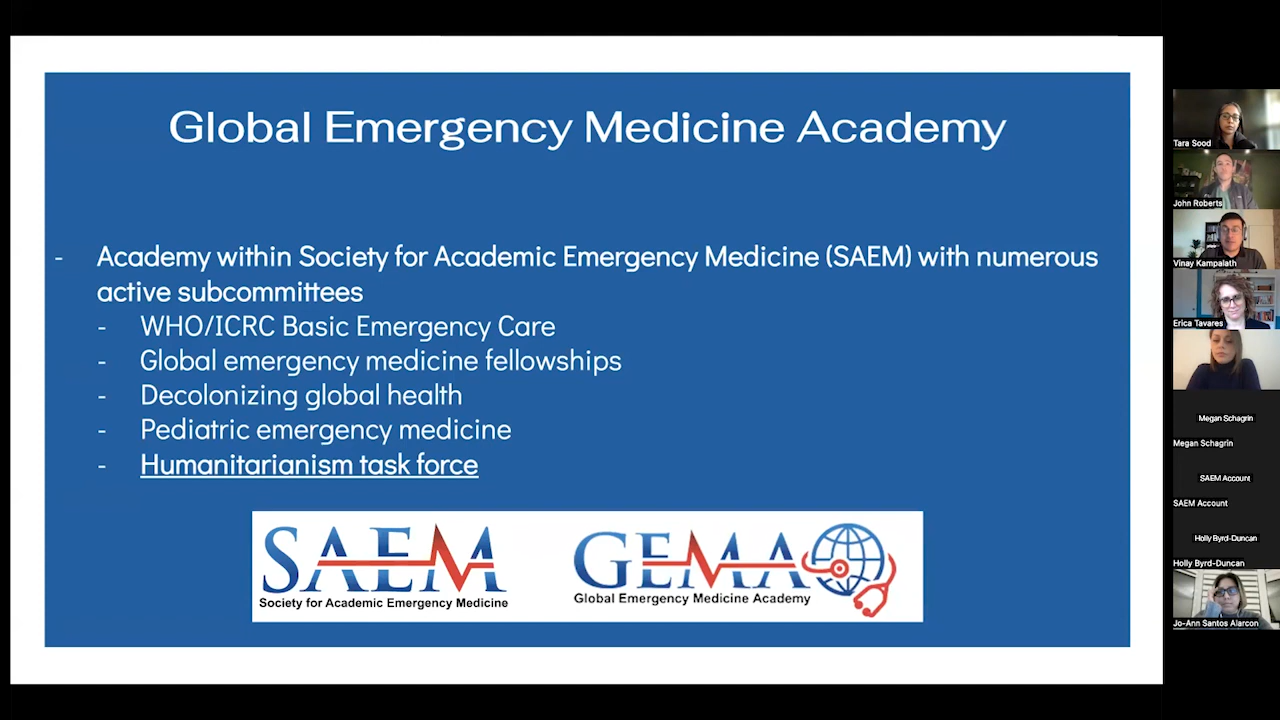 Global Emergency Medicine Academy
- Academy within Society for Academic Emergency Medicine (SAEM) with numerous
active subcommittees
- WHO/ICRC Basic Emergency Care
- Global emergency medicine fellowships
- Decolonizing global health
- Pediatric emergency medicine
- Humanitarianism task force
SAEM
Society for Academic Emergency Medicine
GEMA
Global Emergency Medicine Academy
Tara Sood
John Roberts
Vinay Kampalath
Erica Tavares
Megan Schagrin
Megan Schagrin
SAEM Account
SAEM Account
Holly Byrd-Duncan
Holly Byrd-Duncan
Jo-Ann Santos Alarcon